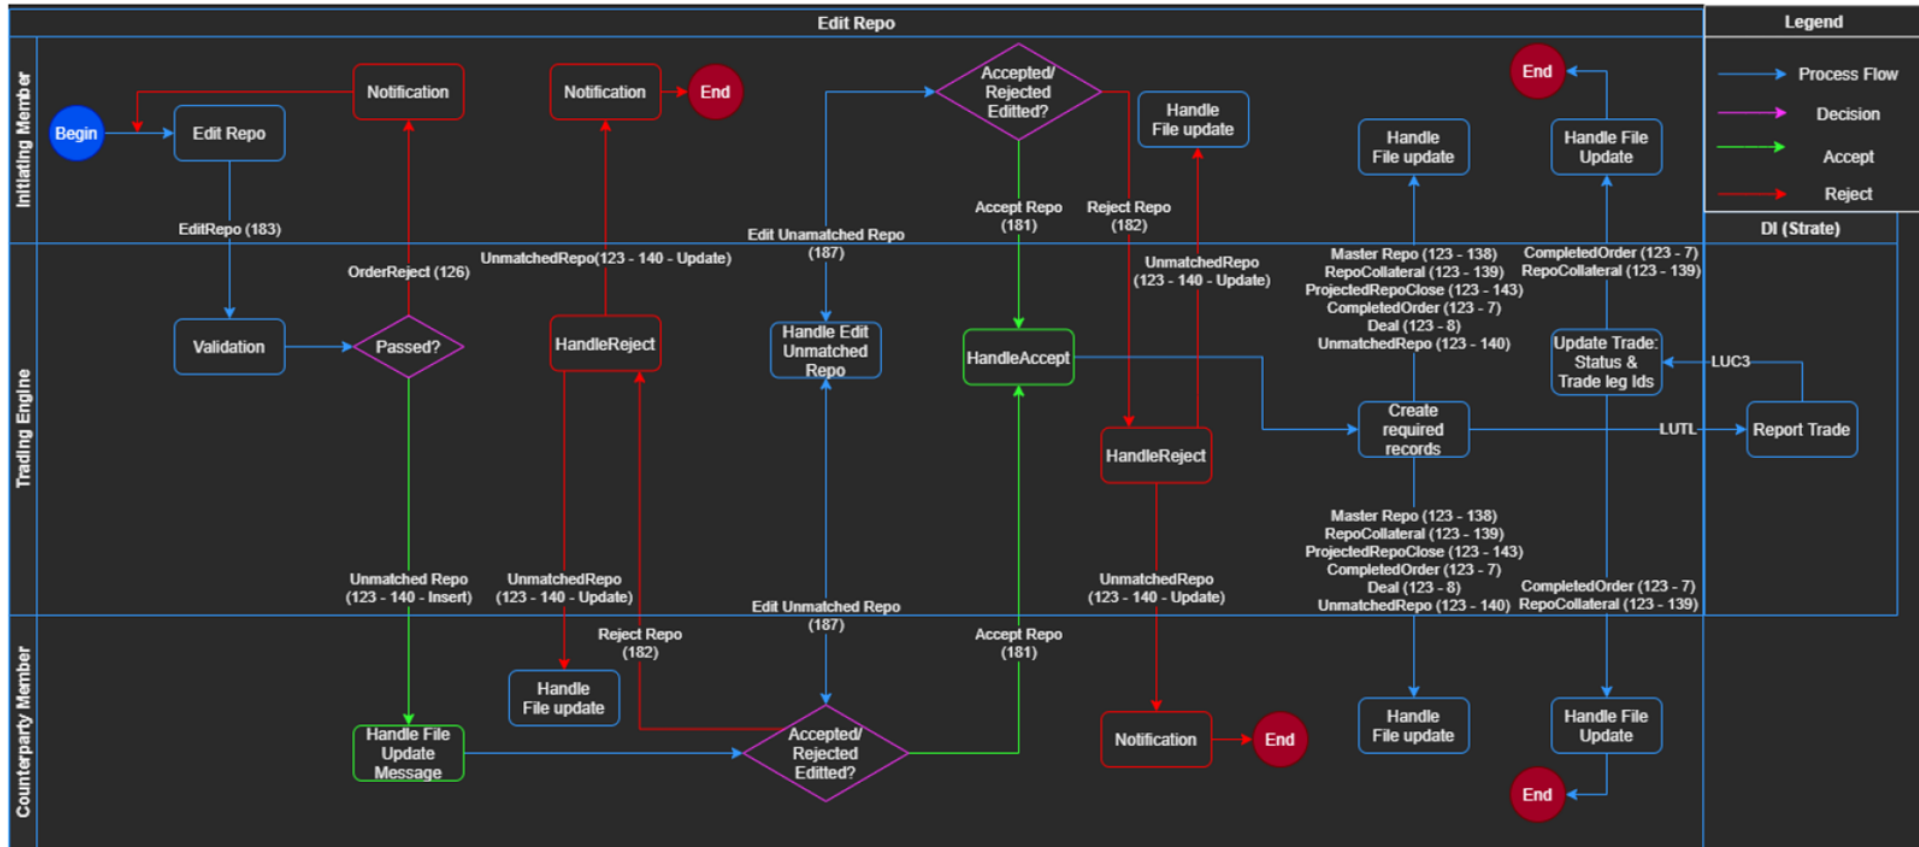 Edit Repo
Legend
Initiating Member
Begin
Edit Repo
Notification
Notification
End
Accepted/
Rejected
Editted?
Handle
File update
Handle
File update
End
Handle File
Update
Process Flow
Decision
Accept
Reject
EditRepo (183)
OrderReject (126)
UnmatchedRepo(123 - 140 - Update)
Edit Unamatched Repo
(187)
Accept Repo
(181)
Reject Repo
(182)
UnmatchedRepo
(123 - 140 - Update)
Master Repo (123 - 138)
RepoCollateral (123 - 139)
ProjectedRepoClose (123 - 143)
CompletedOrder (123 - 7)
Deal (123 - 8)
UnmatchedRepo (123 - 140)
CompletedOrder (123 - 7)
RepoCollateral (123 - 139)
DI (Strate)
Trading Engine
Validation
Passed?
HandleReject
Handle Edit
Unmatched
Repo
HandleAccept
HandleReject
Create
required
records
Update Trade:
Status &
Trade leg Ids
LUC3
LUTL
Report Trade
Unmatched Repo
(123 - 140 - Insert)
UnmatchedRepo
(123 - 140 - Update)
Reject Repo
(182)
Edit Unmatched Repo
(187)
Accept Repo
(181)
UnmatchedRepo
(123 - 140 - Update)
Master Repo (123 - 138)
RepoCollateral (123 - 139)
ProjectedRepoClose (123 - 143)
CompletedOrder (123 - 7)
Deal (123 - 8)
UnmatchedRepo (123 - 140)
CompletedOrder (123 - 7)
RepoCollateral (123 - 139)
Counterparty Member
Handle File
Update
Message
Handle
File update
Accepted/
Rejected
Editted?
Notification
End
Handle
File update
Handle File
Update
End